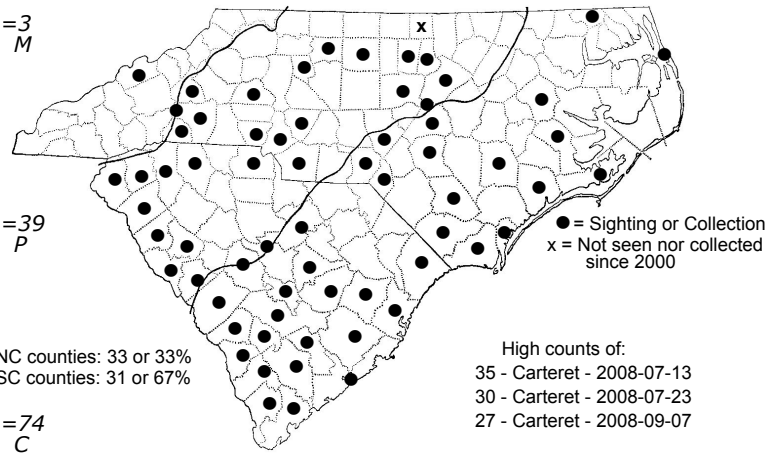 =3
M
x
=39
P
● = Sighting or Collection
x = Not seen nor collected
since 2000
NC counties: 33 or 33%
SC counties: 31 or 67%
High counts of:
35 - Carteret - 2008-07-13
30 - Carteret - 2008-07-23
27 - Carteret - 2008-09-07
=74
C